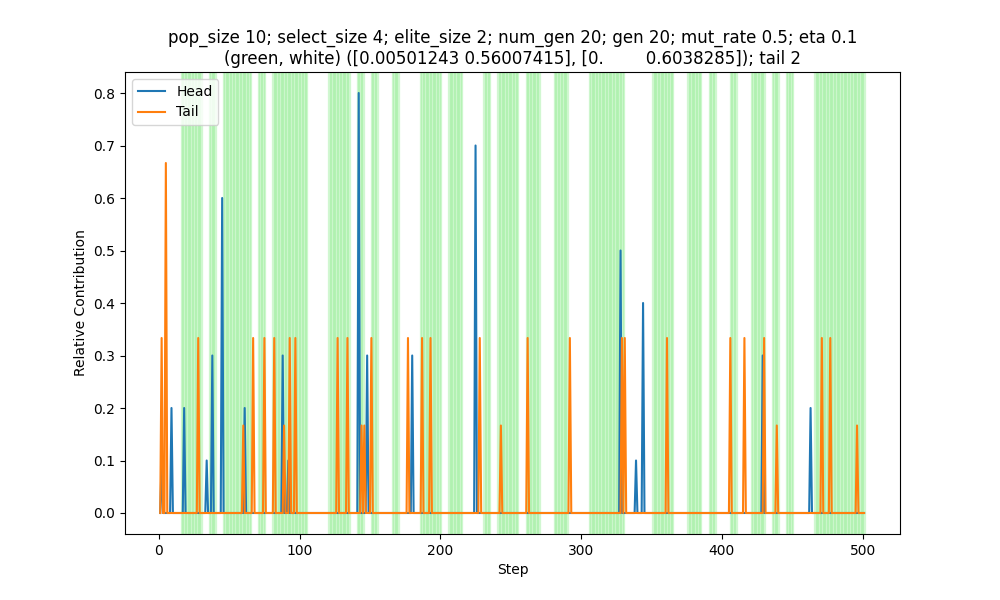 pop_size 10; select_size 4; elite_size 2; num_gen 20; gen 20; mut_rate 0.5; eta 0.1
(green, white) ([0.00501243 0.56007415], [0.        0.6038285]); tail 2
Head
Tail
Relative Contribution
0.8
0.7
0.6
0.5
0.4
0.3
0.2
0.1
0.0
0
100
200
300
400
500
Step